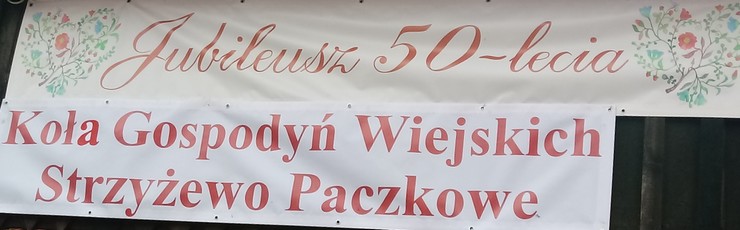 Jubileusz 50-lecia
Koła Gospodyń Wiejskich
Strzyżewo Paczkowe